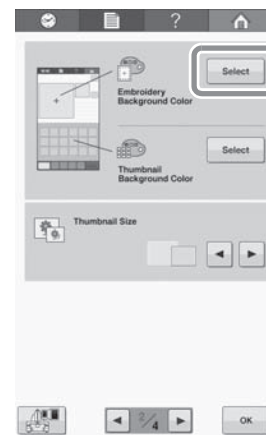 ?
Select
Embroidery
Background Color
Select
Thumbnail
Background Color
Thumbnail Size
2/4
OK